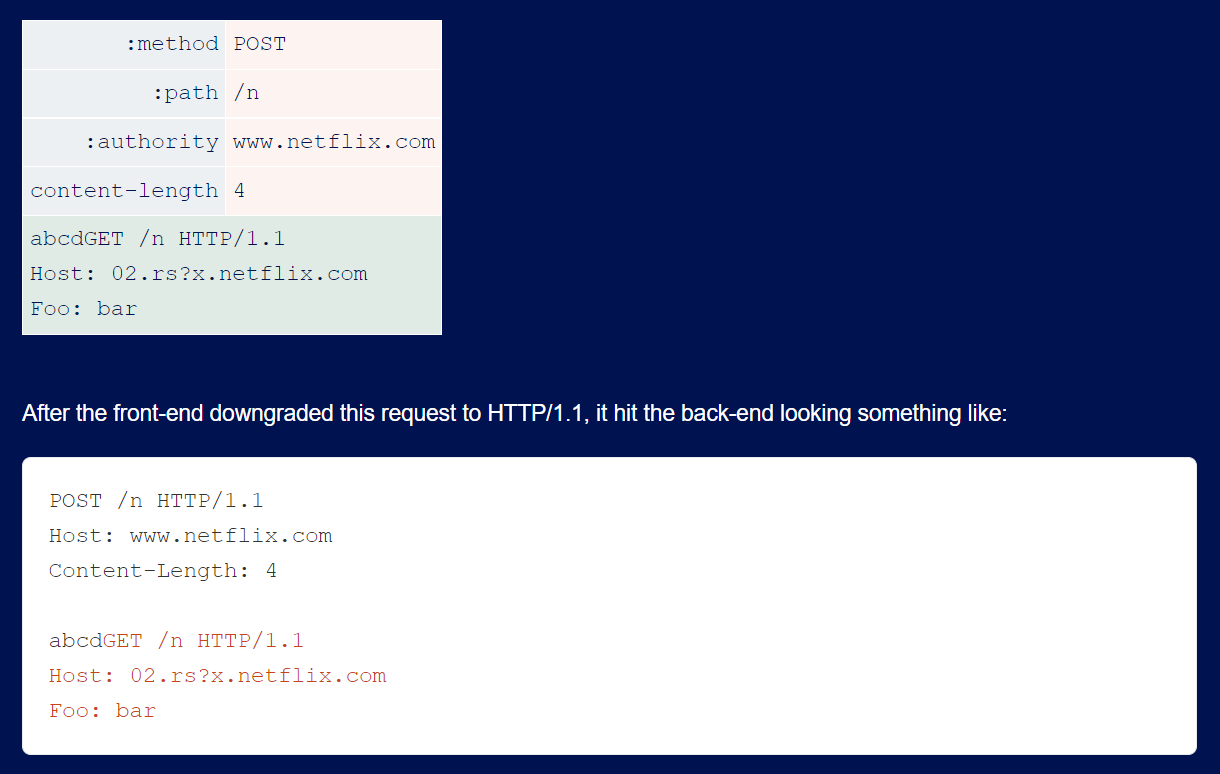 :method POST
:path /n
:authority www.netflix.com
content-length 4
abcdGET /n HTTP/1.1
Host: 02.rs?x.netflix.com
Foo: bar
After the front-end downgraded this request to HTTP/1.1, it hit the back-end looking something like:
POST /n HTTP/1.1
Host: www.netflix.com
Content-Length: 4
abcdGET /n HTTP/1.1
Host: 02.rs?x.netflix.com
Foo: bar